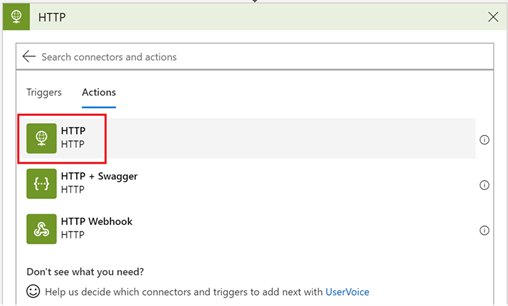 HTTP
Search connectors and actions
Triggers Actions
HTTP
HTTP
HTTP + Swagger
HTTP
HTTP Webhook
HTTP
Don't see what you need?
Help us decide which connectors and triggers to add next with UserVoice